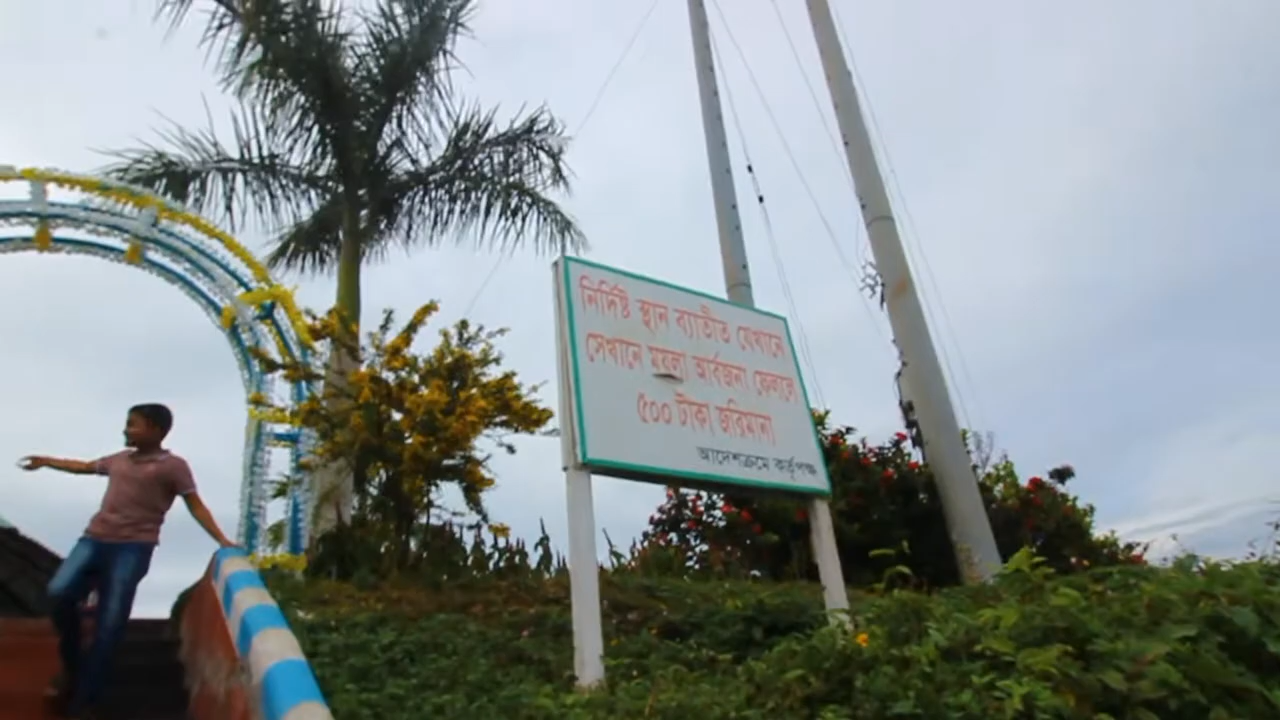 নির্দিষ্ট স্থান ব্যাতীত যেখানে
সেখানে ময়লা আর্বজনা ফেললে
৫০০ টাকা জরিমানা
আদেশক্রমে কর্তৃপক্ষ